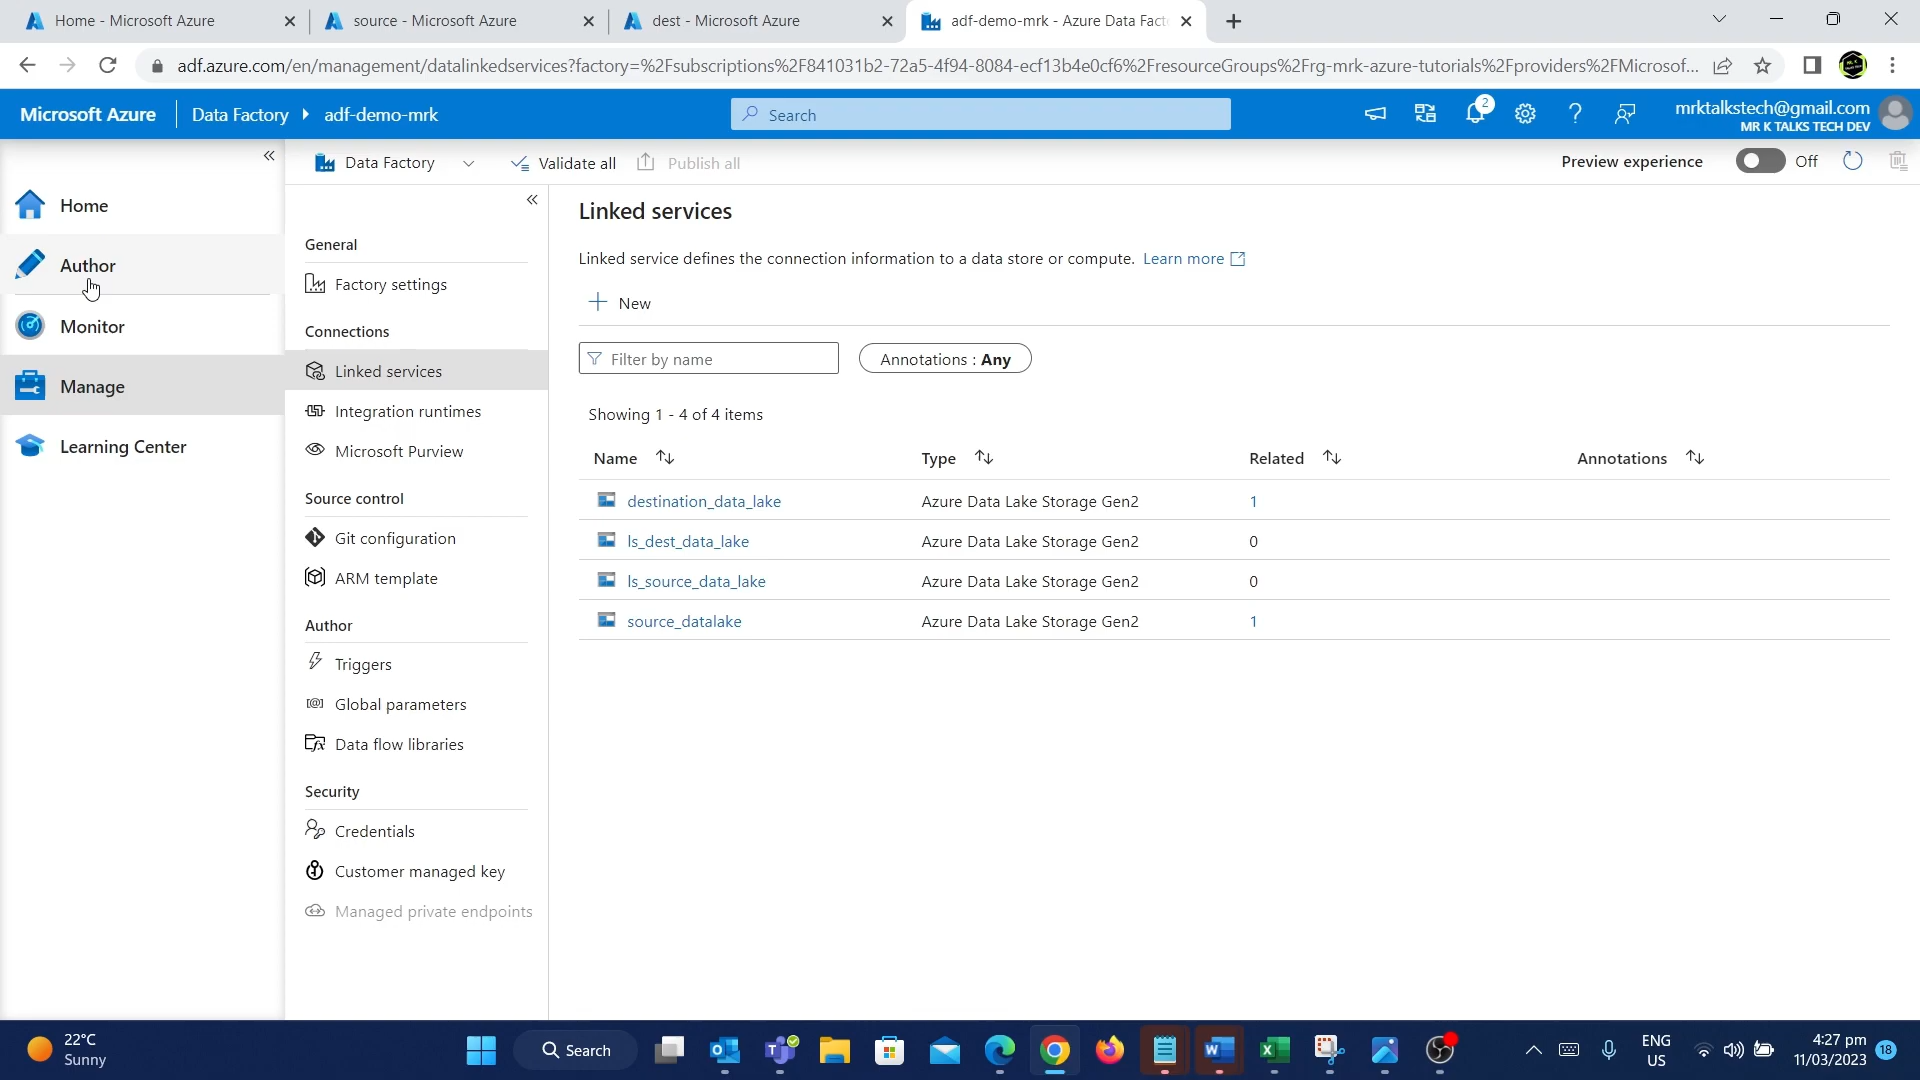 Home - Microsoft Azure
source - Microsoft Azure
dest - Microsoft Azure
adf-demo-mrk - Azure Data Fact
adf.azure.com/en/management/datalinkedservices?factory=%2Fsubscriptions%2F841031b2-72a5-4f94-8084-ecf13b4e0cf6%2FresourceGroups%2Frg-mrk-azure-tutorials%2Fproviders%2FMicrosof...
Microsoft Azure
Data Factory
adf-demo-mrk
Search
2
mrktalkstech@gmail.com
MR K TALKS TECH DEV
Data Factory
Validate all
Publish all
Preview experience
Off
Home
Author
Monitor
Manage
Learning Center
General
Factory settings
Connections
Linked services
Integration runtimes
Microsoft Purview
Source control
Git configuration
ARM template
Author
Triggers
Global parameters
Data flow libraries
Security
Credentials
Customer managed key
Managed private endpoints
Linked services
Linked service defines the connection information to a data store or compute. Learn more
New
Filter by name
Annotations : Any
Showing 1 - 4 of 4 items
Name Type Related Annotations
destination_data_lake Azure Data Lake Storage Gen2 1
ls_dest_data_lake Azure Data Lake Storage Gen2 0
ls_source_data_lake Azure Data Lake Storage Gen2 0
source_datalake Azure Data Lake Storage Gen2 1
22°C
Sunny
Search
ENG
US
4:27 pm
11/03/2023
18